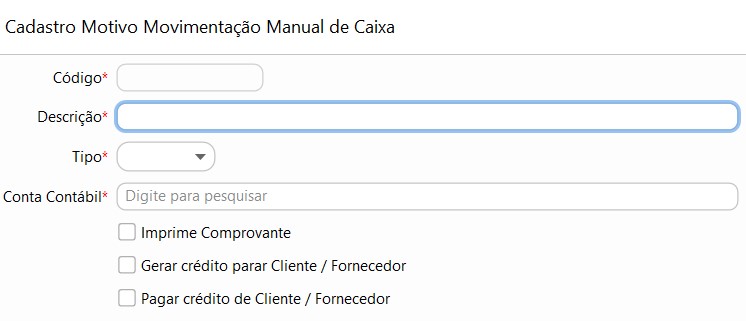 Cadastro Motivo Movimentação Manual de Caixa
Código*
Descrição*
Tipo*
Conta Contábil* Digite para pesquisar
Imprime Comprovante
Gerar crédito parar Cliente / Fornecedor
Pagar crédito de Cliente / Fornecedor